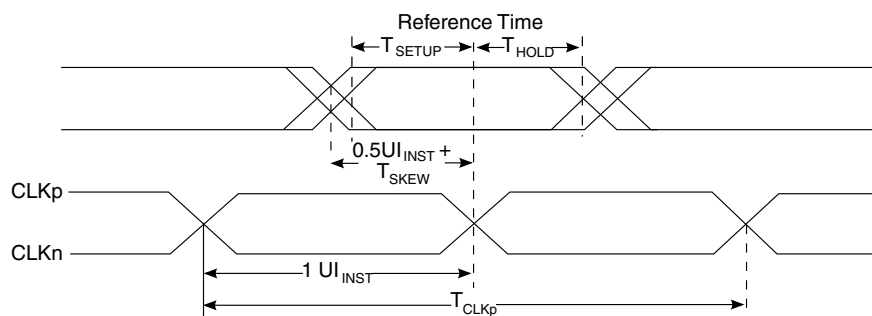 Reference Time
TSETUP THOLD
0.5UIINST +
TSKEW
CLKp
CLKn
1 UIINST
TCLKp